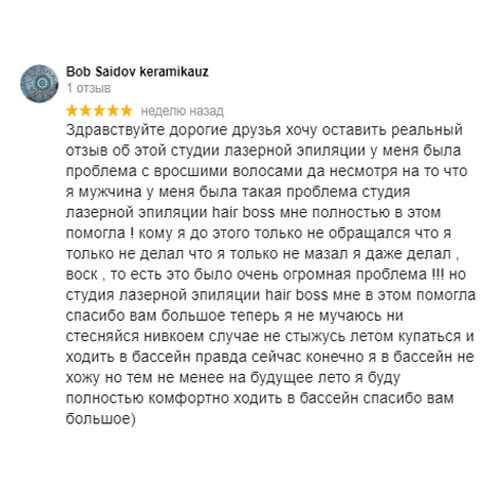 Bob Saidov keramikauz
1 отзыв
неделю назад
Здравствуйте дорогие друзья хочу оставить реальный
отзыв об этой студии лазерной эпиляции у меня была
проблема с вросшими волосами да несмотря на то что
я мужчина у меня была такая проблема студия
лазерной эпиляции hair boss мне полностью в этом
помогла ! кому я до этого только не обращался что я
только не делал что я только не мазал я даже делал ,
воск , то есть это было очень огромная проблема !!! но
студия лазерной эпиляции hair boss мне в этом помогла
спасибо вам большое теперь я не мучаюсь ни
стесняйся нивкоем случае не стыжусь летом купаться и
ходить в бассейн правда сейчас конечно я в бассейн не
хожу но тем не менее на будущее лето я буду
полностью комфортно ходить в бассейн спасибо вам
большое)